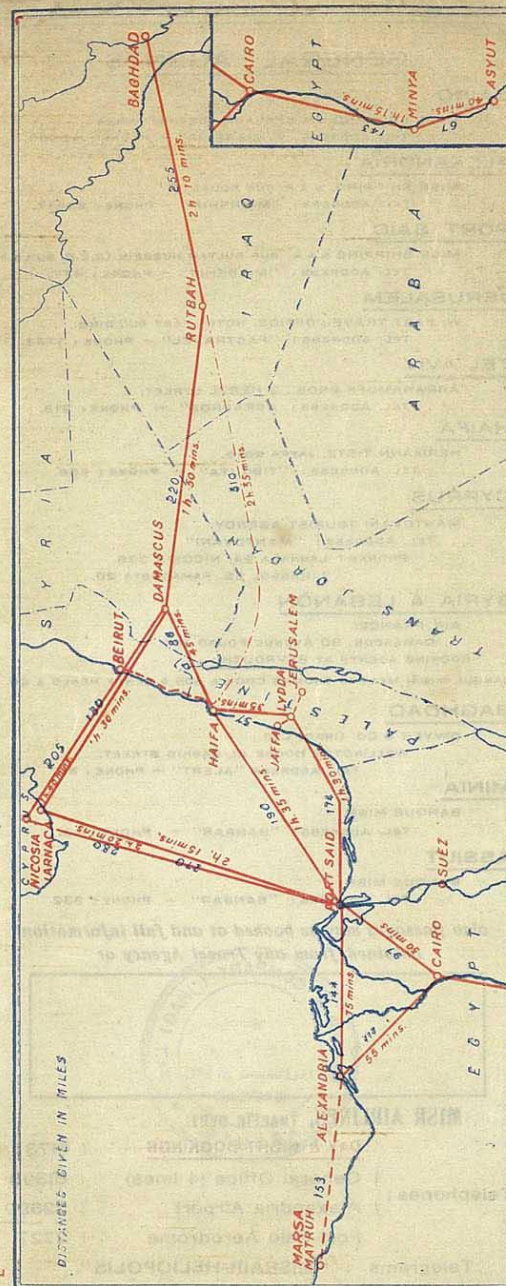 CYPRUS
NICOSIA
LARNACA
SYRIA
BAGHDAD
205
130
1h 30 mins.
BEIRUT
DAMASCUS
220
1h, 30 mins.
RUTBAH
255
2h 10 mins.
IRAQ
510
2h 55 mins.
88
45 mins.
HAIFA
57
35 mins.
JAFFA
LYDDA
JERUSALEM
PALESTINE
TRANS JORDAN
ARABIA
280
270
2h. 15 mins.
190
1h. 35 mins.
174
1h 30 mins.
PORT SAID
SUEZ
CAIRO
50 mins.
144
75 mins.
ALEXANDRIA
55 mins.
153
MARSA
MATRUH
EGYPT
DISTANCES GIVEN IN MILES
CAIRO
EGYPT
1h 15 mins.
143
MINYA
67
40 mins.
ASYUT